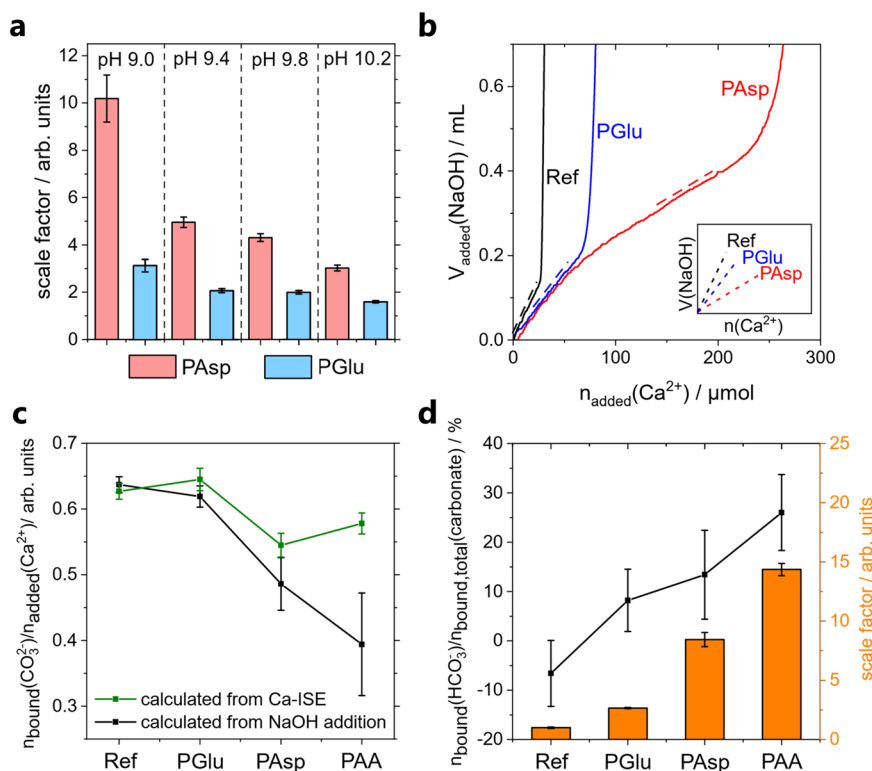 a
pH 9.0 pH 9.4 pH 9.8 pH 10.2
scale factor / arb. units
12
10
8
6
4
2
0
PAsp PGlu
b
V_added(NaOH) / mL
0.6
0.4
0.2
0.0
Ref
PGlu
PAsp
V(NaOH)
Ref
PGlu
PAsp
n(Ca²⁺)
0 100 200 300
n_added(Ca²⁺) / μmol
c
n_bound(CO₃²⁻)/n_added(Ca²⁺)/ arb. units
0.7
0.6
0.5
0.4
0.3
calculated from Ca-ISE
calculated from NaOH addition
Ref PGlu PAsp PAA
d
n_bound(HCO₃⁻)/n_bound,total(carbonate) / %
40
30
20
10
0
-10
-20
25
20
15
10
5
0
scale factor / arb. units
Ref PGlu PAsp PAA